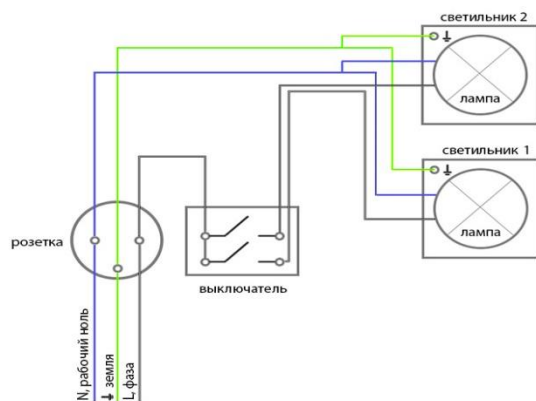 светильник 2
лампа
светильник 1
лампа
розетка
выключатель
N, рабочий ноль
земля
L, фаза